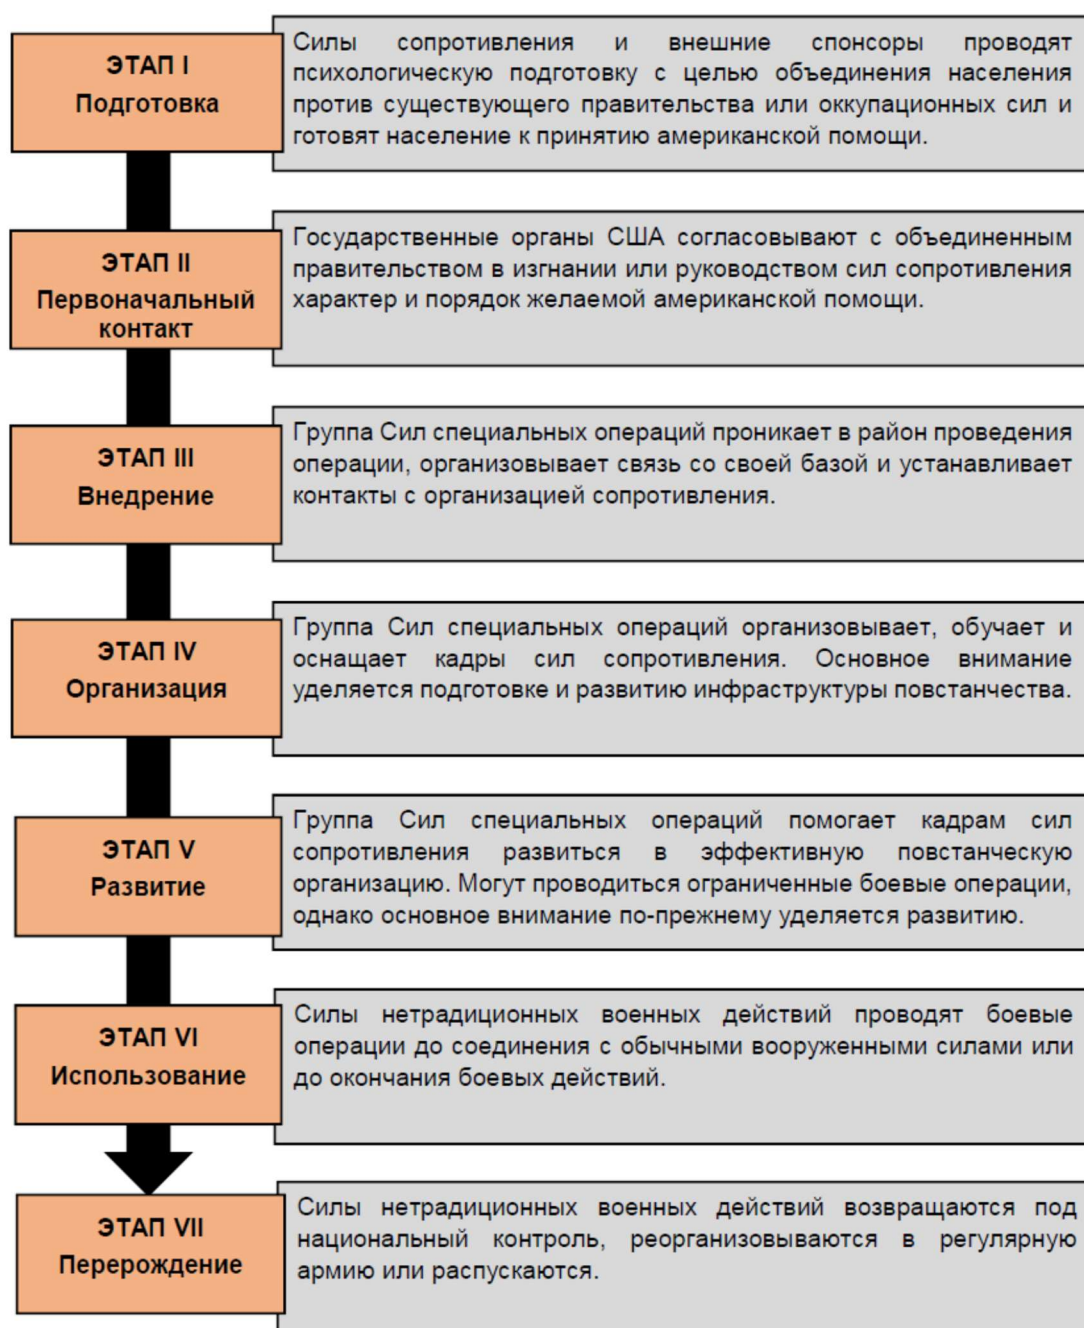 ЭТАП I
Подготовка
Силы сопротивления и внешние спонсоры проводят
психологическую подготовку с целью объединения населения
против существующего правительства или оккупационных сил и
готовят население к принятию американской помощи.
ЭТАП II
Первоначальный
контакт
Государственные органы США согласовывают с объединенным
правительством в изгнании или руководством сил сопротивления
характер и порядок желаемой американской помощи.
ЭТАП III
Внедрение
Группа Сил специальных операций проникает в район проведения
операции, организовывает связь со своей базой и устанавливает
контакты с организацией сопротивления.
ЭТАП IV
Организация
Группа Сил специальных операций организовывает, обучает и
оснащает кадры сил сопротивления. Основное внимание
уделяется подготовке и развитию инфраструктуры повстанчества.
ЭТАП V
Развитие
Группа Сил специальных операций помогает кадрам сил
сопротивления развиться в эффективную повстанческую
организацию. Могут проводиться ограниченные боевые операции,
однако основное внимание по-прежнему уделяется развитию.
ЭТАП VI
Использование
Силы нетрадиционных военных действий проводят боевые
операции до соединения с обычными вооруженными силами или
до окончания боевых действий.
ЭТАП VII
Перерождение
Силы нетрадиционных военных действий возвращаются под
национальный контроль, реорганизовываются в регулярную
армию или распускаются.